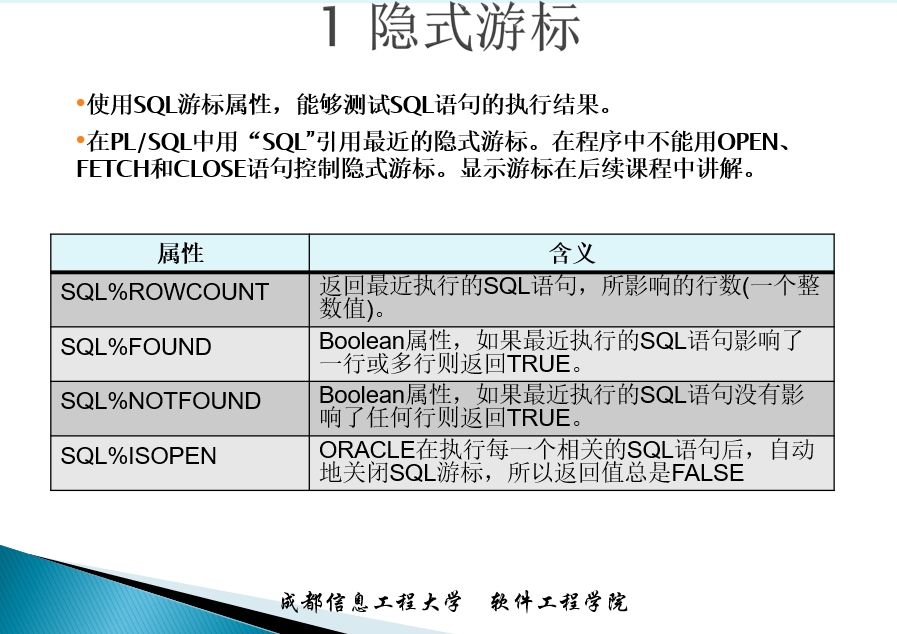 1 隐式游标
•使用SQL游标属性，能够测试SQL语句的执行结果。
•在PL/SQL中用“SQL”引用最近的隐式游标。在程序中不能用OPEN、
FETCH和CLOSE语句控制隐式游标。显示游标在后续课程中讲解。
属性 含义
SQL%ROWCOUNT 返回最近执行的SQL语句，所影响的行数(一个整
数值)。
SQL%FOUND Boolean属性，如果最近执行的SQL语句影响了
一行或多行则返回TRUE。
SQL%NOTFOUND Boolean属性，如果最近执行的SQL语句没有影
响了任何行则返回TRUE。
SQL%ISOPEN ORACLE在执行每一个相关的SQL语句后，自动
地关闭SQL游标，所以返回值总是FALSE
成都信息工程大学 软件工程学院